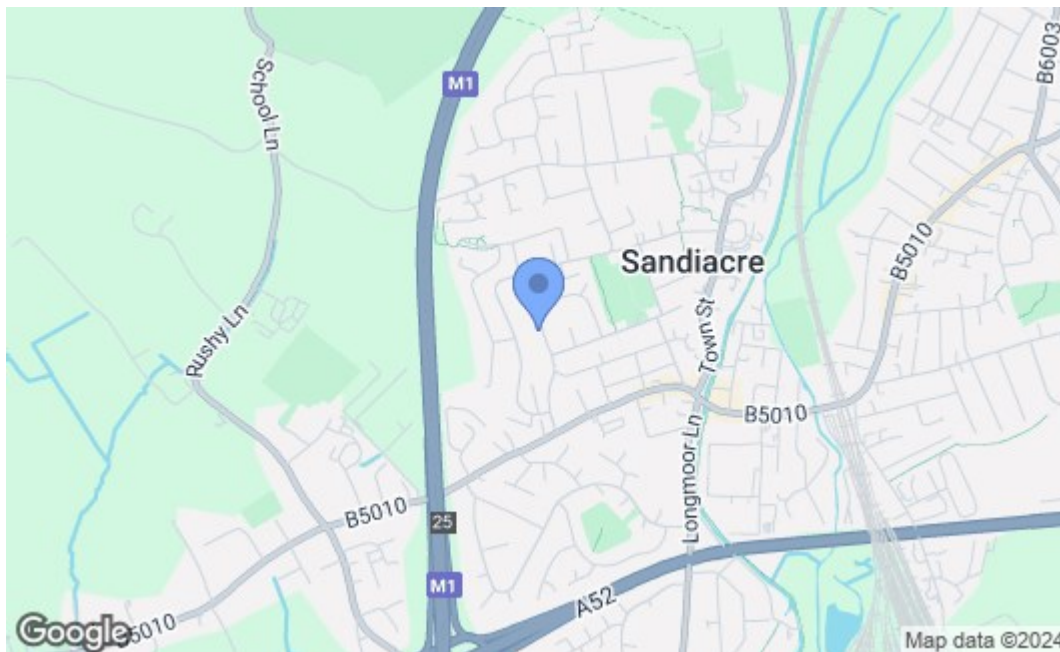 M1
School Ln
B6003
Sandiacre
B5010
Rushy Ln
Town St
B5010
Longmoor Ln
B5010
25
M1
A52
Google
B5010
Map data ©2024